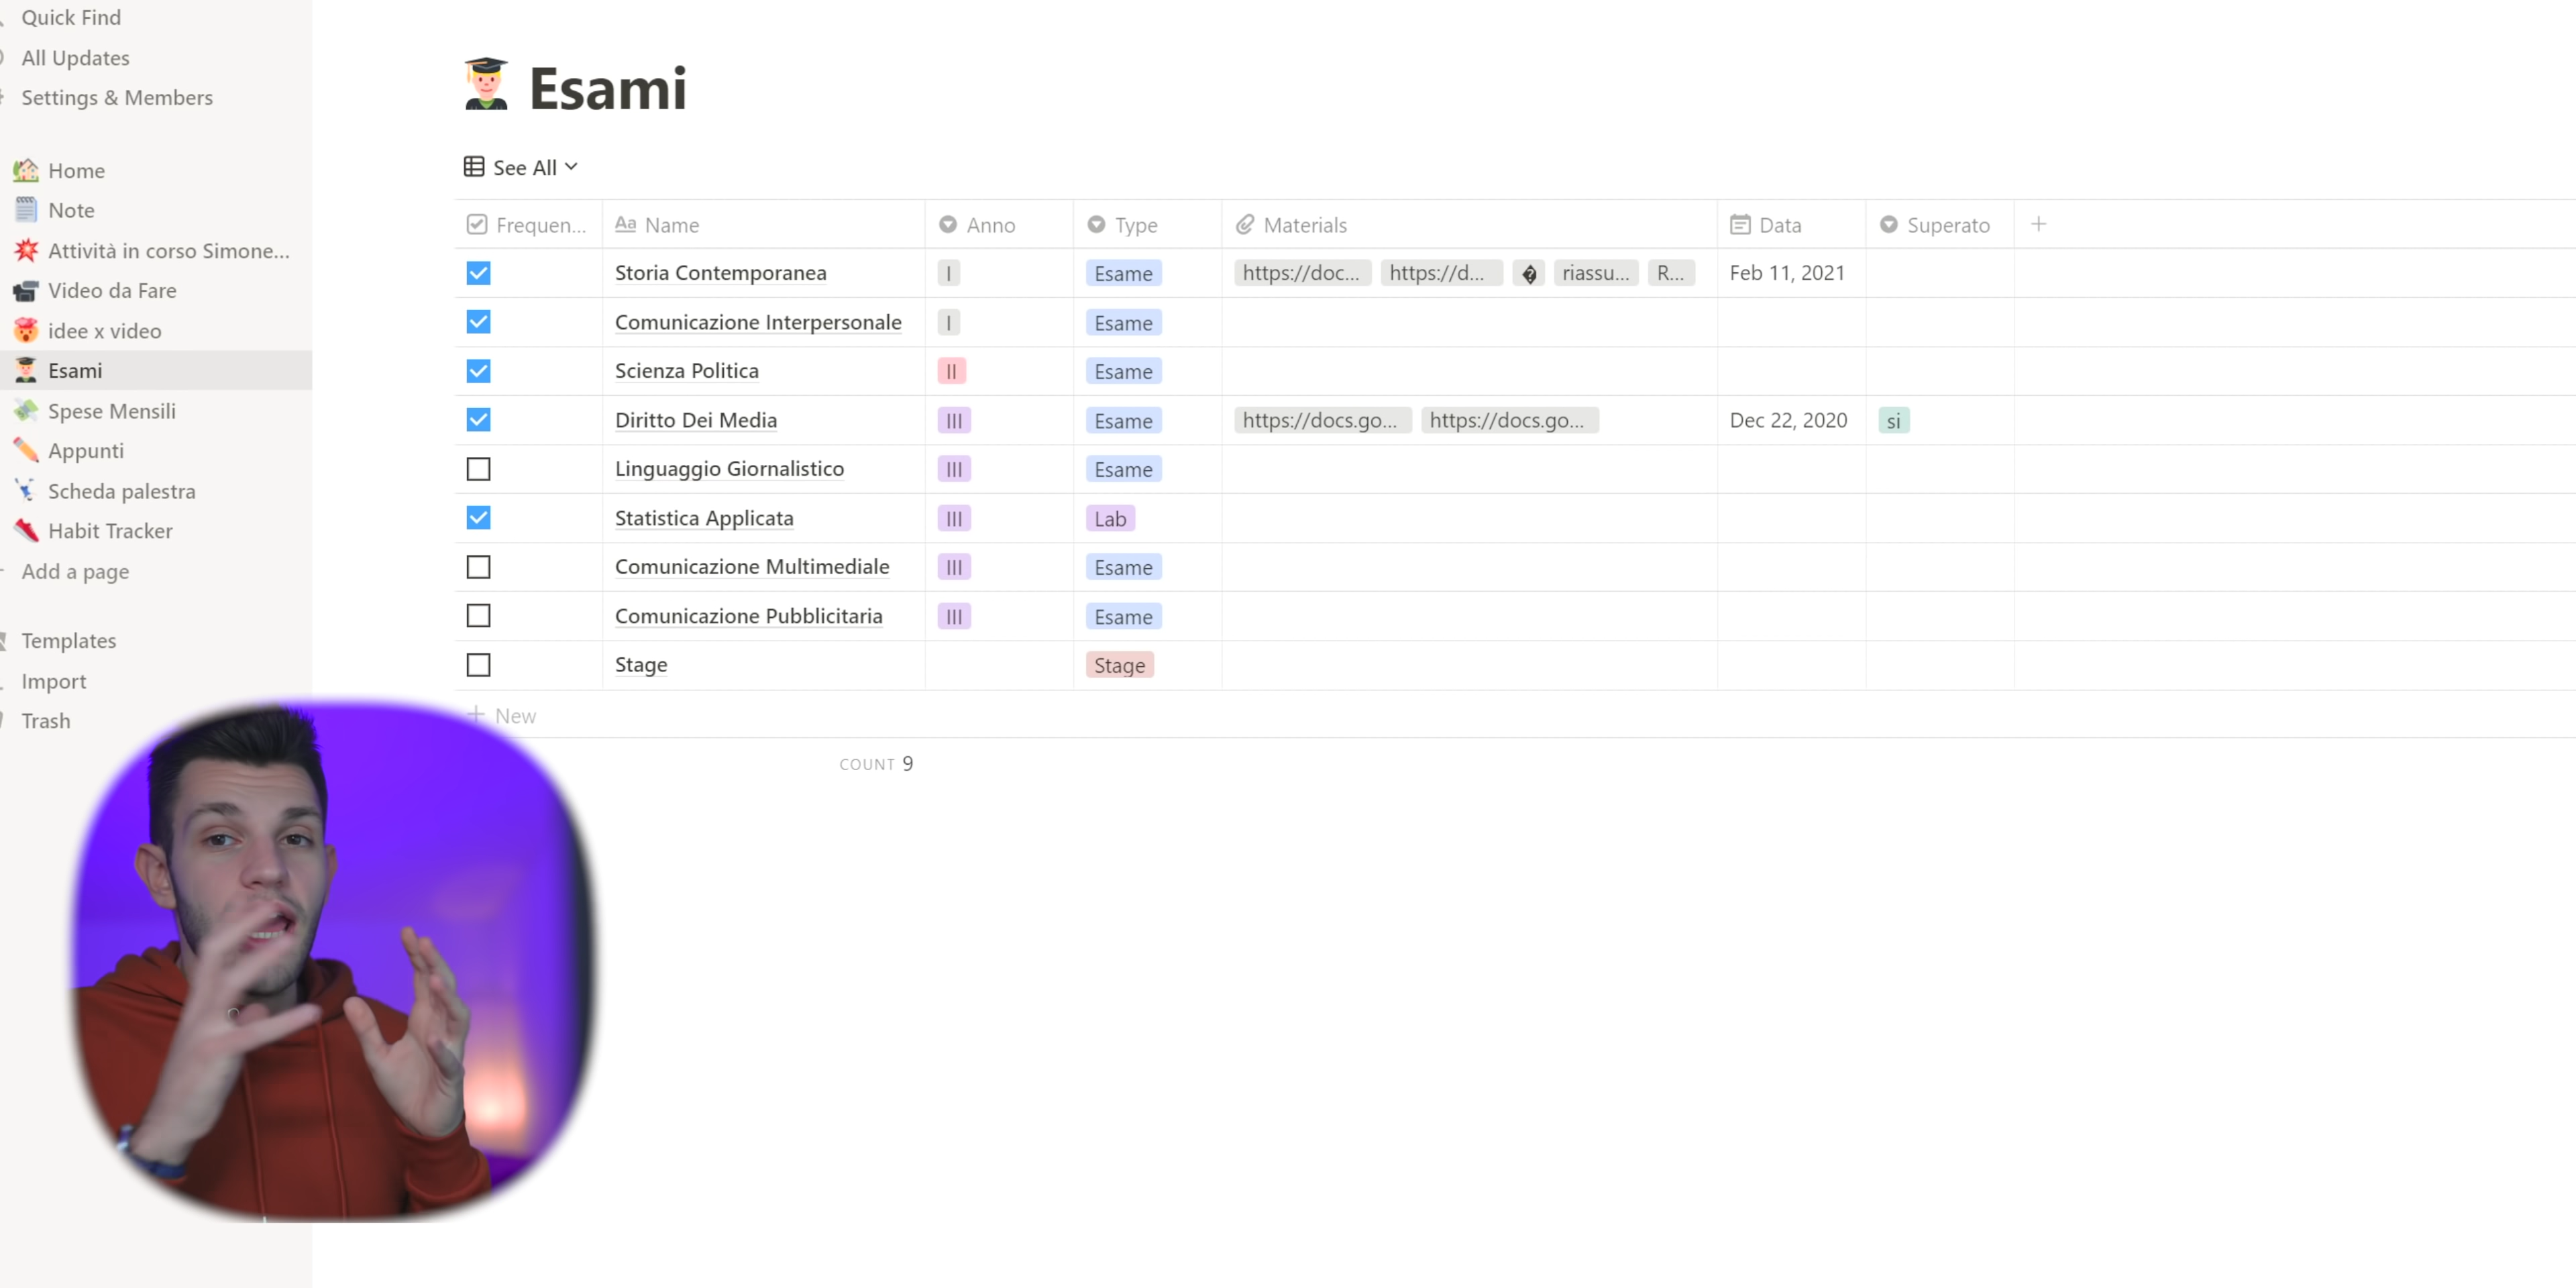 Quick Find
All Updates
Settings & Members
Home
Note
Attività in corso Simone...
Video da Fare
idee x video
Esami
Spese Mensili
Appunti
Scheda palestra
Habit Tracker
Add a page
Templates
Import
Trash
Esami
See All
Frequen... Aa Name Anno Type Materials Data Superato
Storia Contemporanea I Esame https://doc... https://d... riassu... R... Feb 11, 2021
Comunicazione Interpersonale I Esame
Scienza Politica II Esame
Diritto Dei Media III Esame https://docs.go... https://docs.go... Dec 22, 2020 si
Linguaggio Giornalistico III Esame
Statistica Applicata III Lab
Comunicazione Multimediale III Esame
Comunicazione Pubblicitaria III Esame
Stage Stage
+ New
COUNT 9